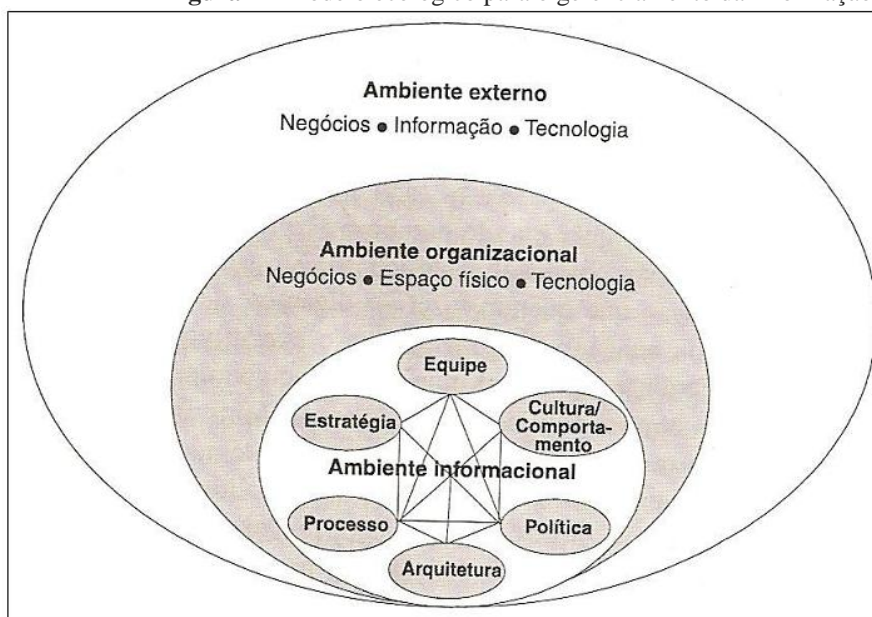 Ambiente externo
Negócios ● Informação ● Tecnologia
Ambiente organizacional
Negócios ● Espaço físico ● Tecnologia
Equipe
Estratégia
Cultura/
Comporta-
mento
Ambiente informacional
Processo
Política
Arquitetura